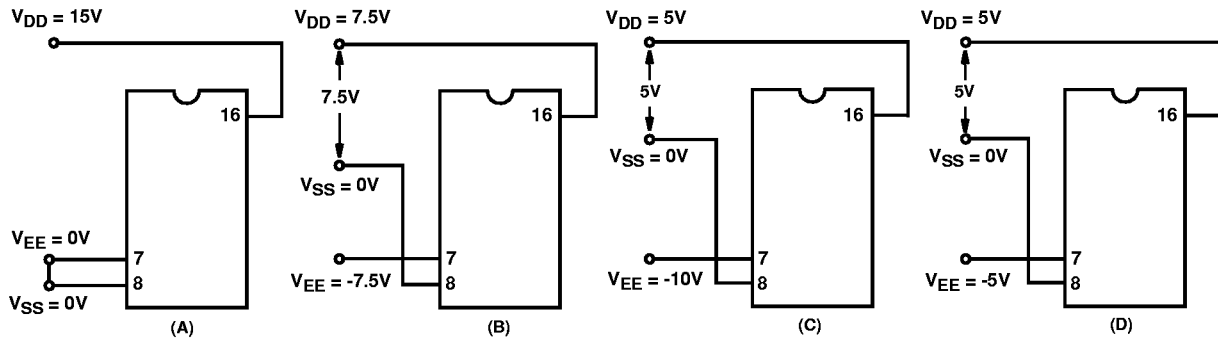 VDD = 15V
16
VEE = 0V
7
8
VSS = 0V
(A)
VDD = 7.5V
7.5V
16
VSS = 0V
7
VEE = -7.5V
8
(B)
VDD = 5V
5V
16
VSS = 0V
7
VEE = -10V
8
(C)
VDD = 5V
5V
16
VSS = 0V
7
VEE = -5V
8
(D)